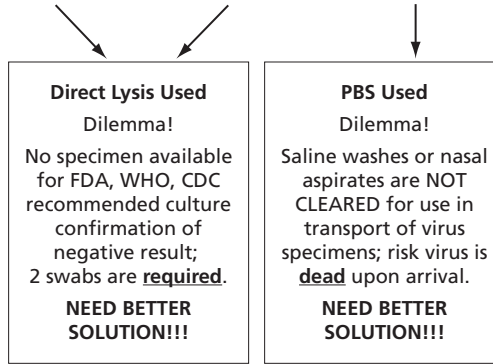 Direct Lysis Used
Dilemma!
No specimen available
for FDA, WHO, CDC
recommended culture
confirmation of
negative result;
2 swabs are required.
NEED BETTER
SOLUTION!!!
PBS Used
Dilemma!
Saline washes or nasal
aspirates are NOT
CLEARED for use in
transport of virus
specimens; risk virus is
dead upon arrival.
NEED BETTER
SOLUTION!!!